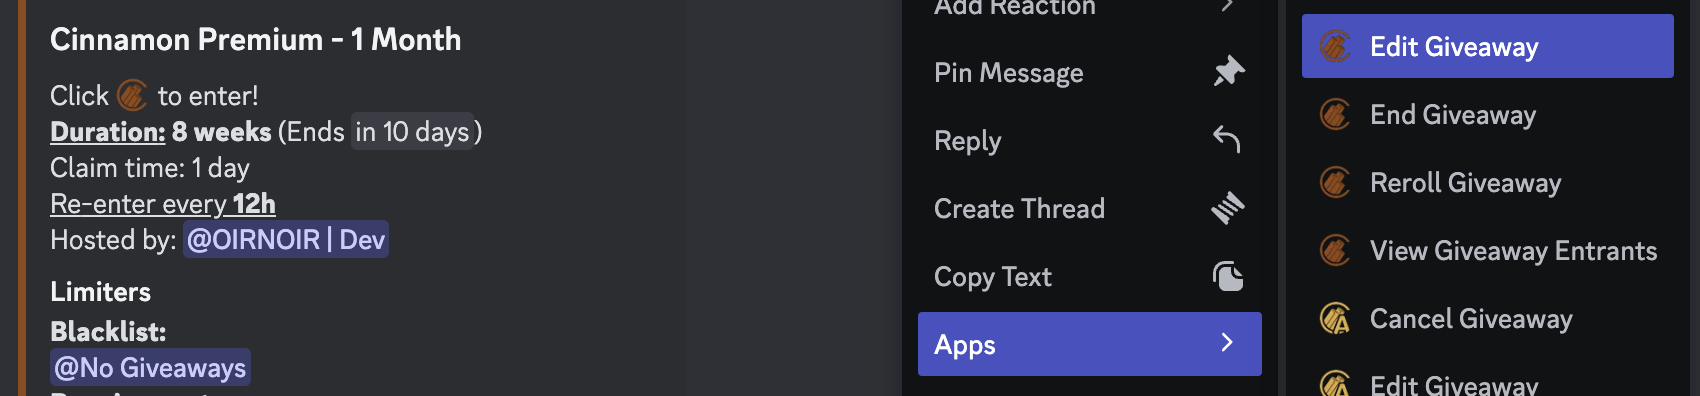 Cinnamon Premium - 1 Month
Click to enter!
Duration: 8 weeks (Ends in 10 days)
Claim time: 1 day
Re-enter every 12h
Hosted by: @OIRNOIR | Dev
Limiters
Blacklist:
@No Giveaways
Add Reaction
Pin Message
Reply
Create Thread
Copy Text
Apps
Edit Giveaway
End Giveaway
Reroll Giveaway
View Giveaway Entrants
Cancel Giveaway
Edit Giveaway